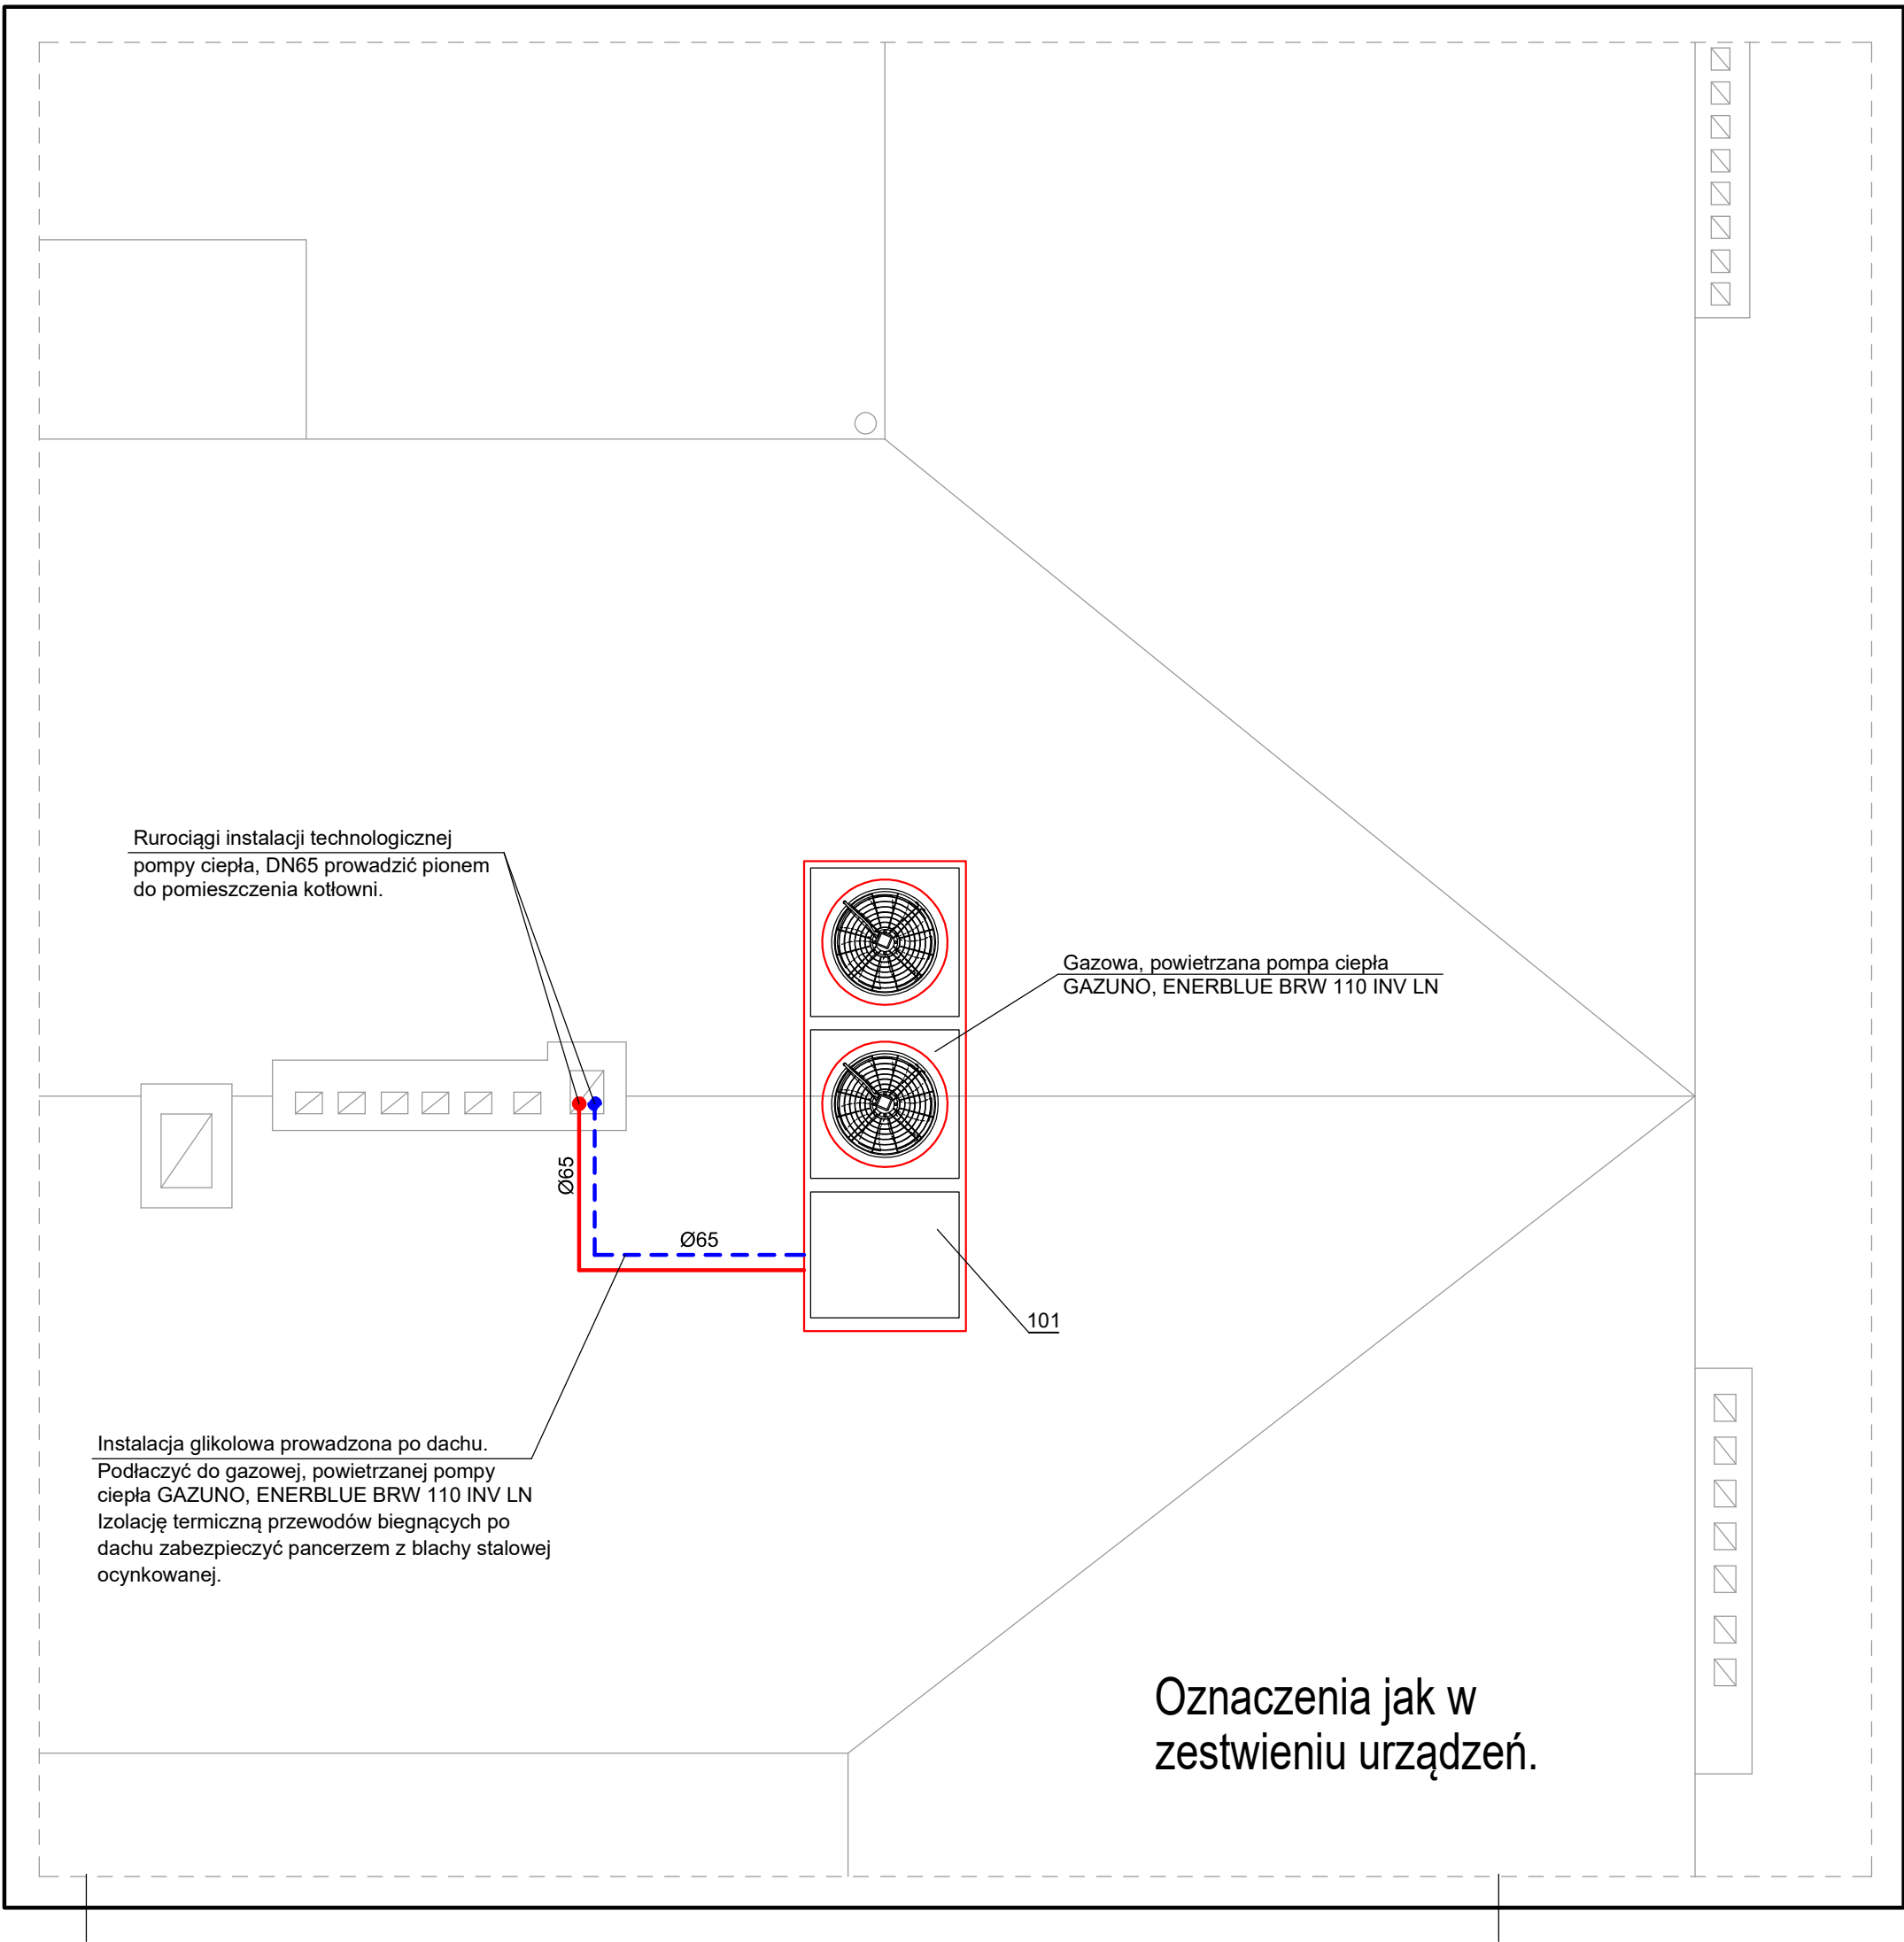 Rurociągi instalacji technologicznej
pompy ciepła, DN65 prowadzić pionem
do pomieszczenia kotłowni.
Gazowa, powietrzana pompa ciepła
GAZUNO, ENERBLUE BRW 110 INV LN
Ø65
Ø65
101
Instalacja glikolowa prowadzona po dachu.
Podłaczyć do gazowej, powietrzanej pompy
ciepła GAZUNO, ENERBLUE BRW 110 INV LN
Izolację termiczną przewodów biegnących po
dachu zabezpieczyć pancerzem z blachy stalowej
ocynkowanej.
Oznaczenia jak w
zestwieniu urządzeń.